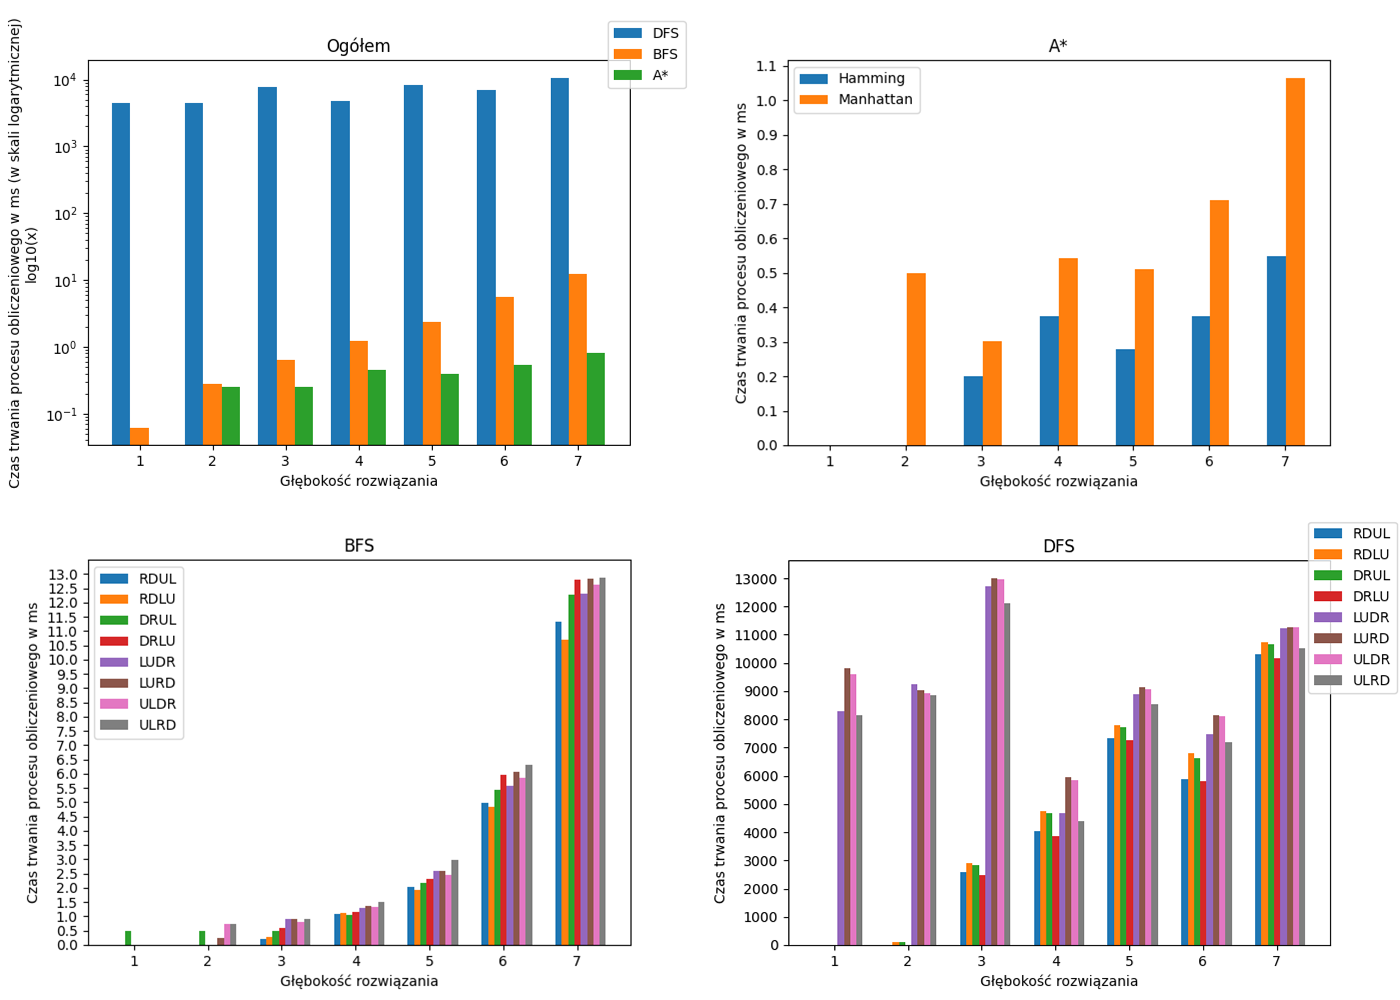 Ogółem
DFS
BFS
A*
Czas trwania procesu obliczeniowego w ms (w skali logarytmicznej)
log10(x)
10^4
10^3
10^2
10^1
10^0
10^−1
1 2 3 4 5 6 7
Głębokość rozwiązania
A*
Hamming
Manhattan
Czas trwania procesu obliczeniowego w ms
1.1
1.0
0.9
0.8
0.7
0.6
0.5
0.4
0.3
0.2
0.1
0.0
1 2 3 4 5 6 7
Głębokość rozwiązania
BFS
RDUL
RDLU
DRUL
DRLU
LUDR
LURD
ULDR
ULRD
Czas trwania procesu obliczeniowego w ms
13.0
12.5
12.0
11.5
11.0
10.5
10.0
9.5
9.0
8.5
8.0
7.5
7.0
6.5
6.0
5.5
5.0
4.5
4.0
3.5
3.0
2.5
2.0
1.5
1.0
0.5
0.0
1 2 3 4 5 6 7
Głębokość rozwiązania
DFS
RDUL
RDLU
DRUL
DRLU
LUDR
LURD
ULDR
ULRD
Czas trwania procesu obliczeniowego w ms
13000
12000
11000
10000
9000
8000
7000
6000
5000
4000
3000
2000
1000
0
1 2 3 4 5 6 7
Głębokość rozwiązania